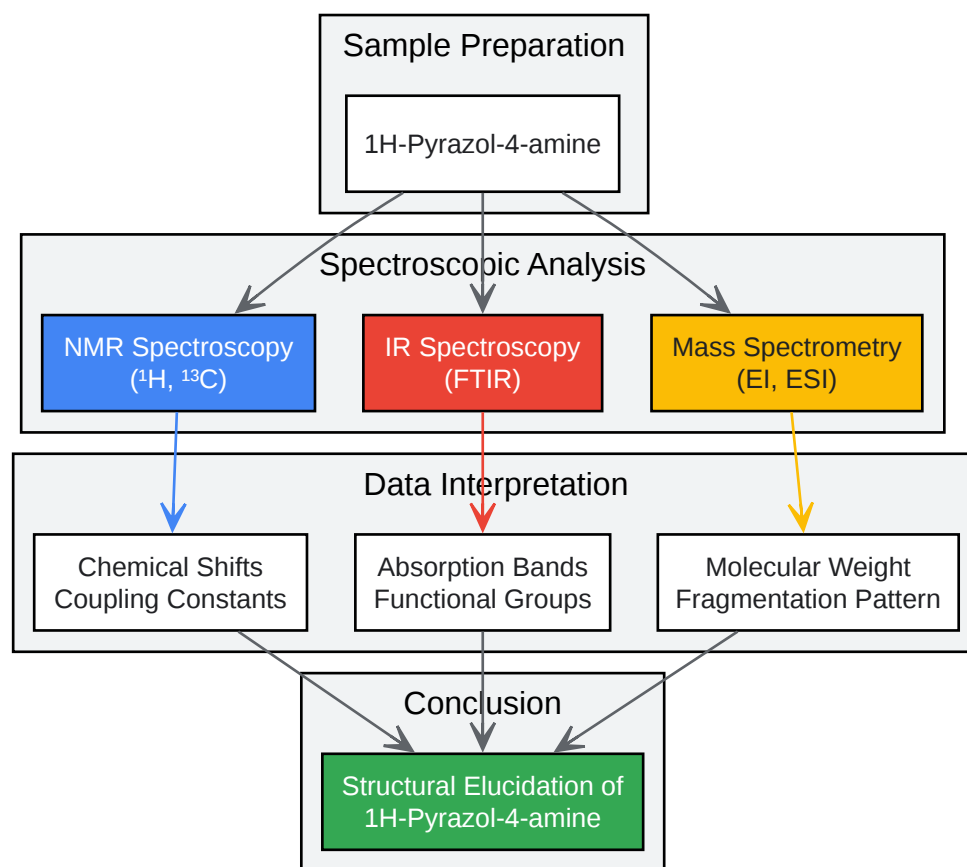 Sample Preparation
1H-Pyrazol-4-amine
Spectroscopic Analysis
NMR Spectroscopy
(¹H, ¹³C)
IR Spectroscopy
(FTIR)
Mass Spectrometry
(EI, ESI)
Data Interpretation
Chemical Shifts
Coupling Constants
Absorption Bands
Functional Groups
Molecular Weight
Fragmentation Pattern
Conclusion
Structural Elucidation of
1H-Pyrazol-4-amine